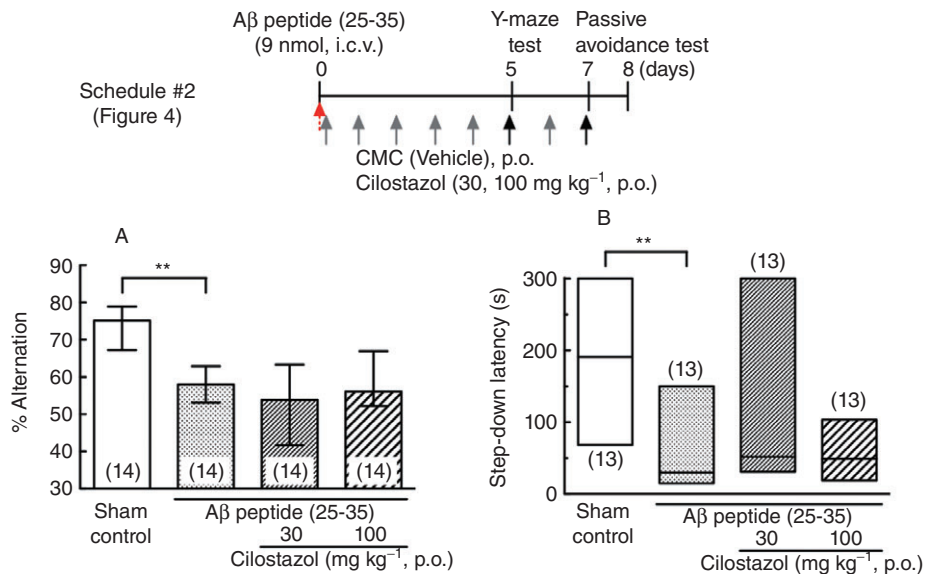 Aβ peptide (25-35)
(9 nmol, i.c.v.)
Y-maze
test
Passive
avoidance test
0 5 7 8 (days)
Schedule #2
(Figure 4)
CMC (Vehicle), p.o.
Cilostazol (30, 100 mg kg⁻¹, p.o.)
A
% Alternation
90
80
70
60
50
40
30
**
(14) (14) (14) (14)
Sham
control
Aβ peptide (25-35)
30 100
Cilostazol (mg kg⁻¹, p.o.)
B
Step-down latency (s)
300
200
100
0
**
(13) (13) (13) (13)
Sham
control
Aβ peptide (25-35)
30 100
Cilostazol (mg kg⁻¹, p.o.)